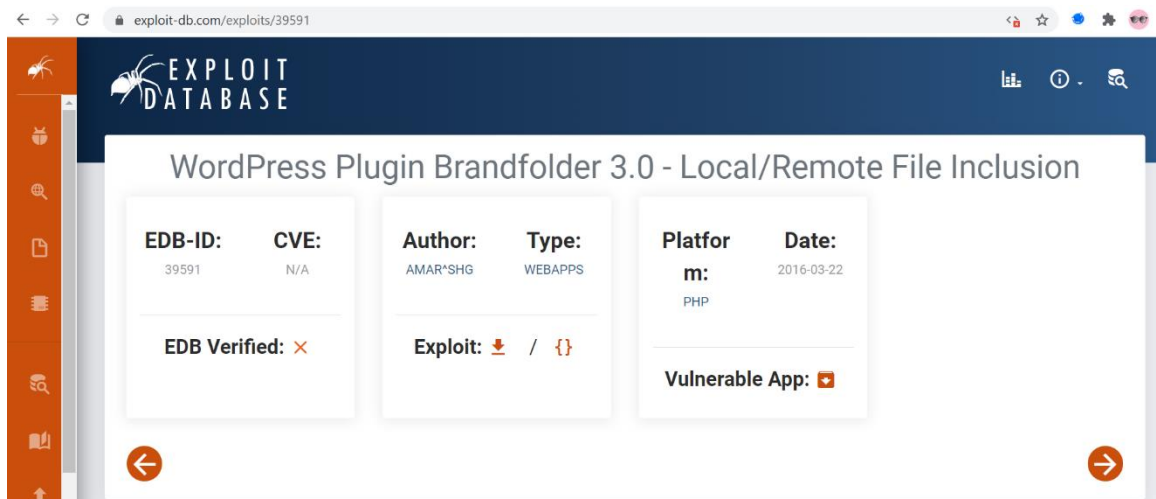 exploit-db.com/exploits/39591
EXPLOIT
DATABASE
WordPress Plugin Brandfolder 3.0 - Local/Remote File Inclusion
EDB-ID:
39591
CVE:
N/A
EDB Verified:
Author:
AMAR^SHG
Type:
WEBAPPS
Exploit: / {}
Platfor
m:
PHP
Date:
2016-03-22
Vulnerable App: